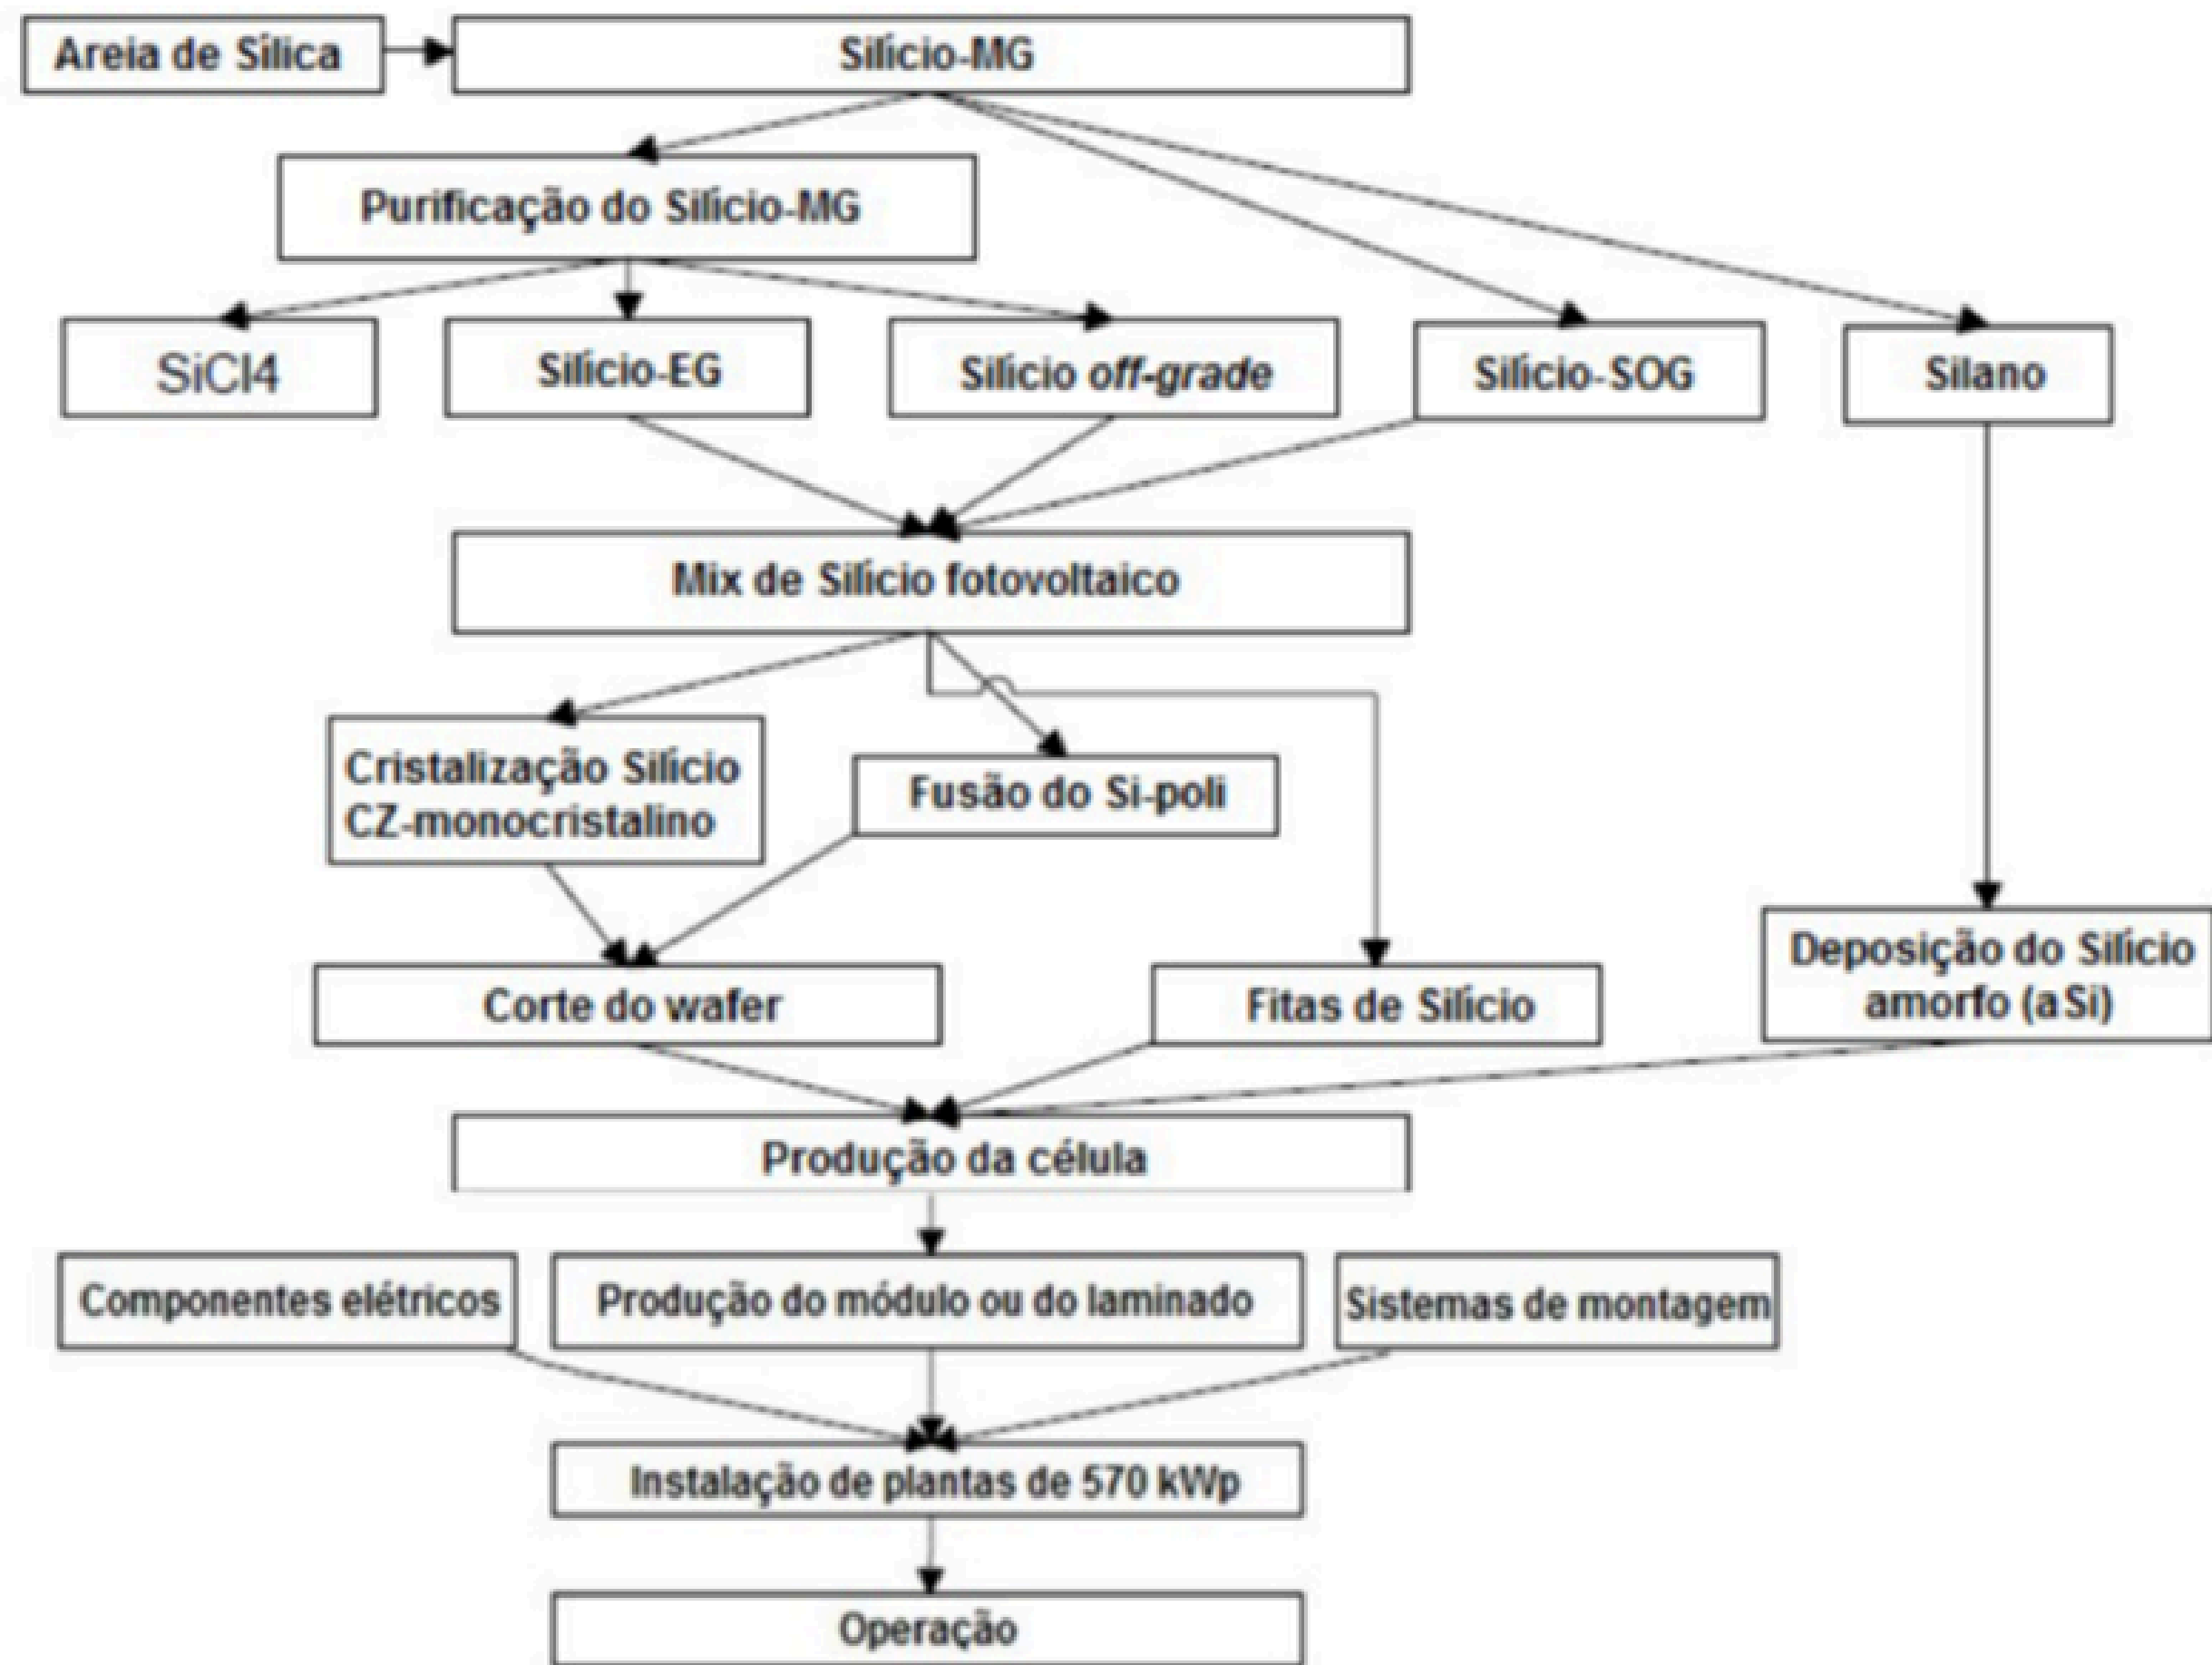 Areia de Sílica
Silício-MG
Purificação do Silício-MG
SiCl4
Silício-EG
Silício off-grade
Silício-SOG
Silano
Mix de Silício fotovoltaico
Cristalização Silício
CZ-monocristalino
Fusão do Si-poli
Corte do wafer
Fitas de Silício
Deposição do Silício
amorfo (aSi)
Produção da célula
Componentes elétricos
Produção do módulo ou do laminado
Sistemas de montagem
Instalação de plantas de 570 kWp
Operação